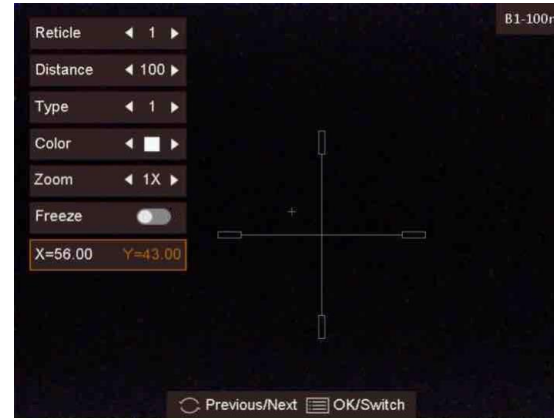 B1-100m
Reticle 1
Distance 100
Type 1
Color
Zoom 1X
Freeze
X=56.00 Y=43.00
Previous/Next OK/Switch